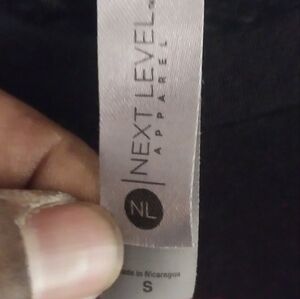 NEXT LEVEL
APPAREL
NL
Made in Nicaragua
S